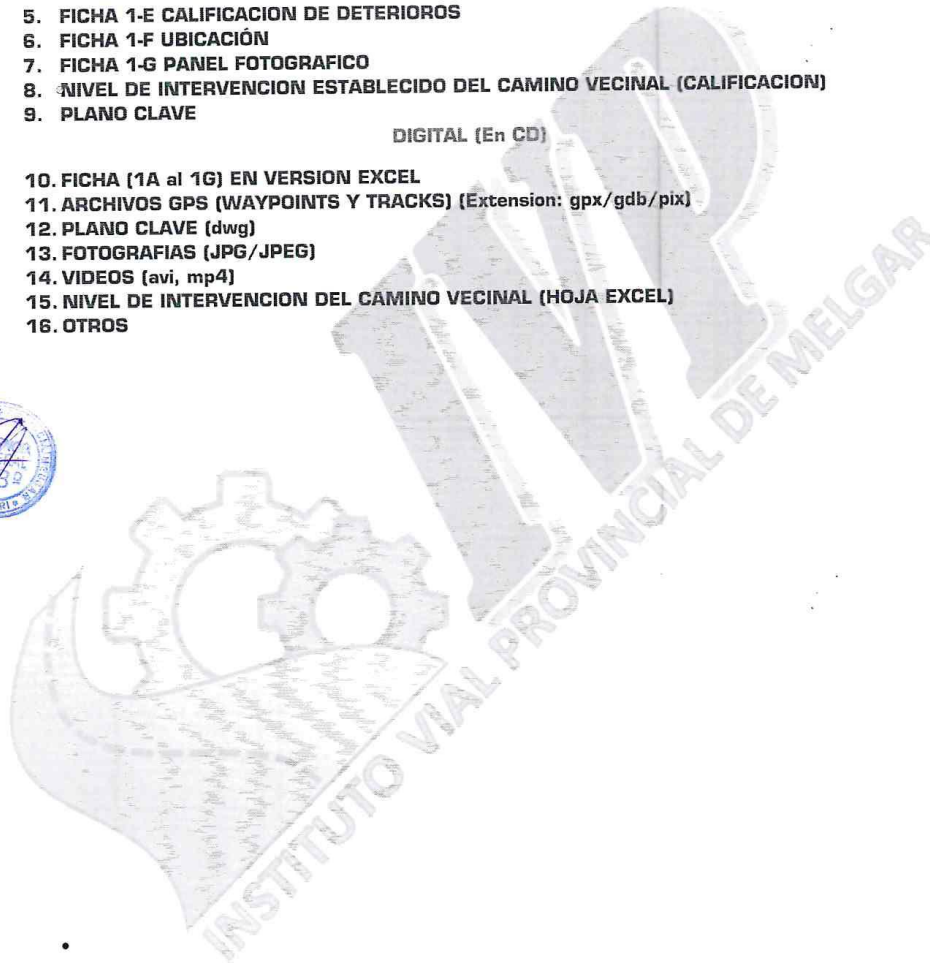 5. FICHA 1-E CALIFICACION DE DETERIOROS
6. FICHA 1-F UBICACIÓN
7. FICHA 1-G PANEL FOTOGRAFICO
8. NIVEL DE INTERVENCION ESTABLECIDO DEL CAMINO VECINAL (CALIFICACION)
9. PLANO CLAVE
DIGITAL (En CD)
10. FICHA (1A al 1G) EN VERSION EXCEL
11. ARCHIVOS GPS (WAYPOINTS Y TRACKS) (Extension: gpx/gdb/pix)
12. PLANO CLAVE (dwg)
13. FOTOGRAFIAS (JPG/JPEG)
14. VIDEOS (avi, mp4)
15. NIVEL DE INTERVENCION DEL CAMINO VECINAL (HOJA EXCEL)
16. OTROS
IVP
INSTITUTO VIAL PROVINCIAL DE MELGAR